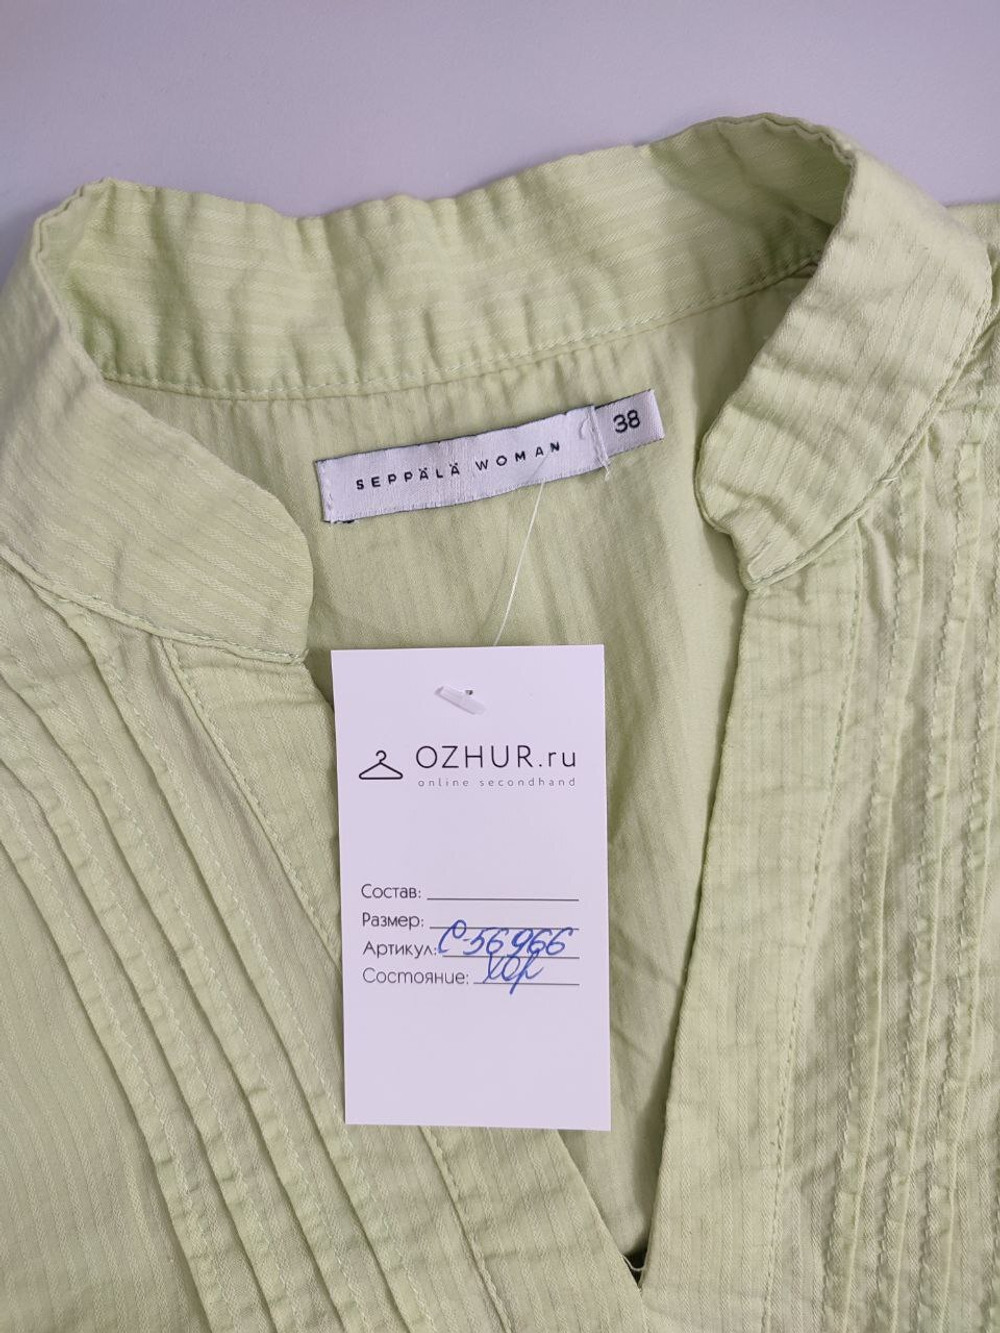 SEPPÄLÄ WOMAN 38
OZHUR.ru
online secondhand
Состав:
Размер:
Артикул: С-56966
Состояние: хор